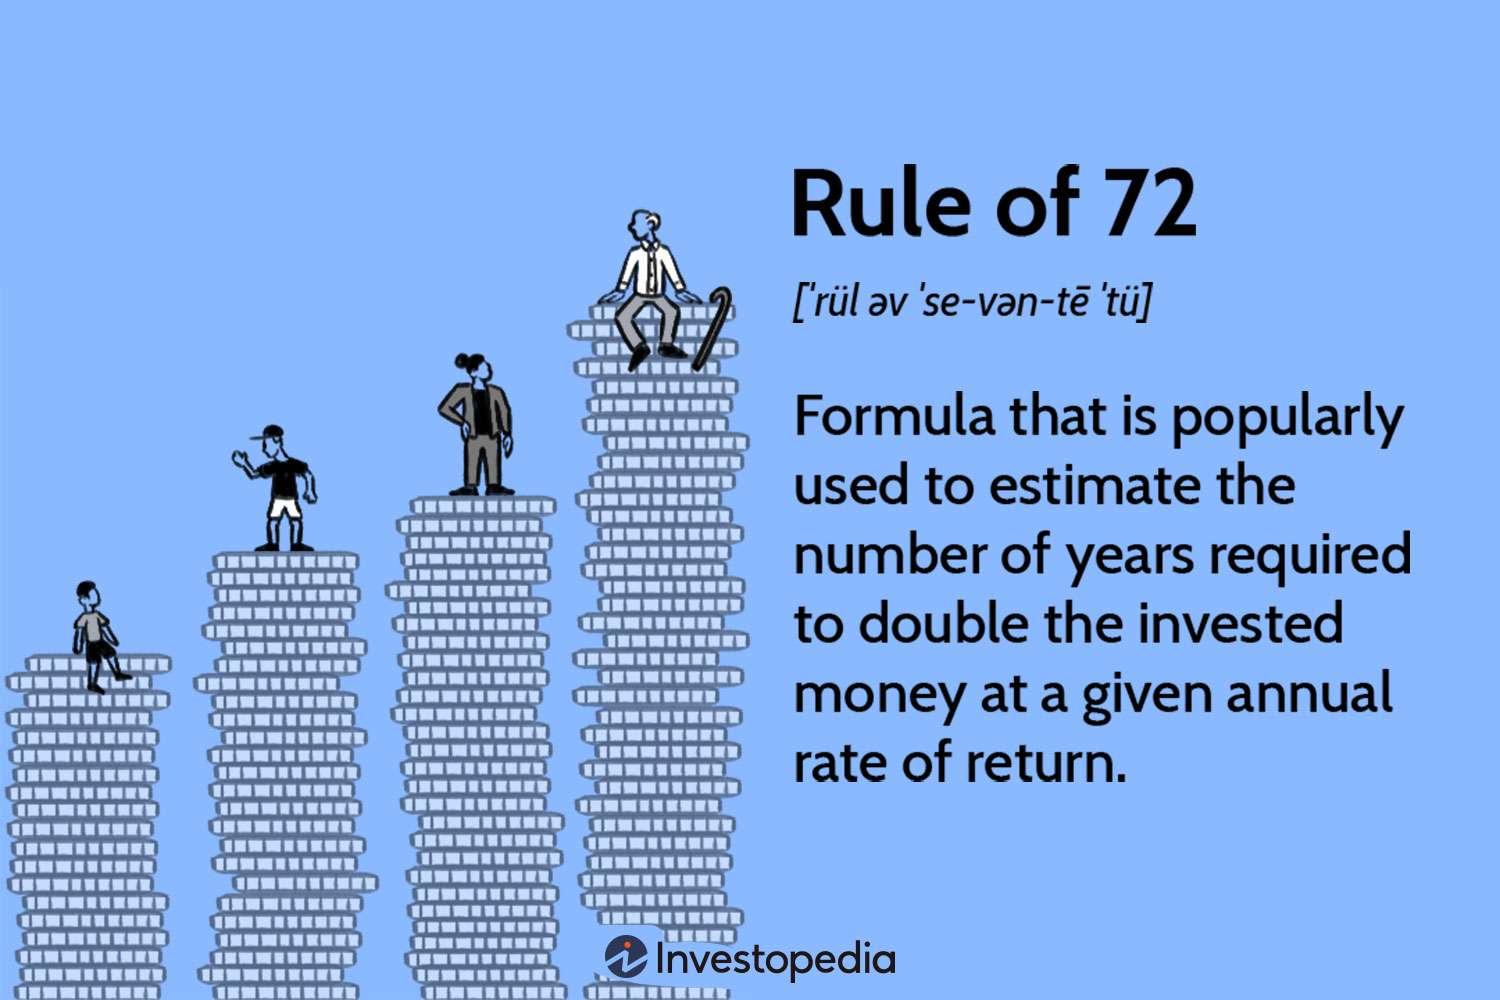 Rule of 72
[ˈrül əv ˈse-vən-tē ˈtü]
Formula that is popularly
used to estimate the
number of years required
to double the invested
money at a given annual
rate of return.
Investopedia